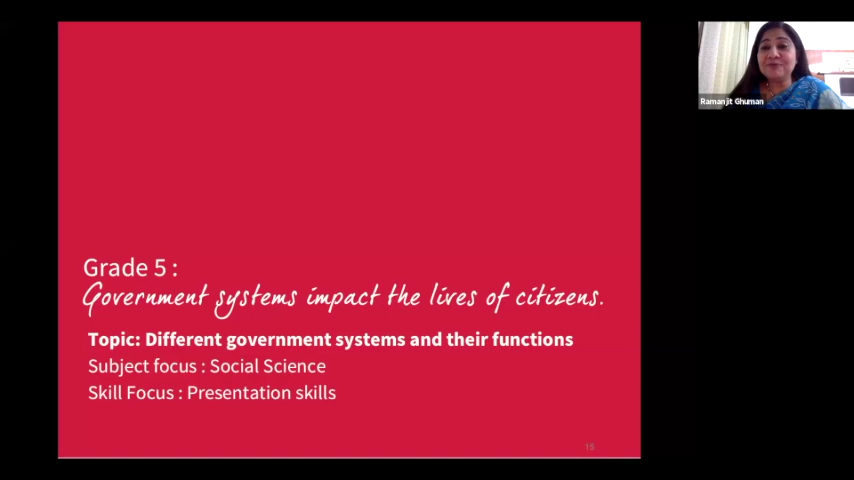 Grade 5 :
Government systems impact the lives of citizens.
Topic: Different government systems and their functions
Subject focus : Social Science
Skill Focus : Presentation skills
15
Ramanjit Ghuman